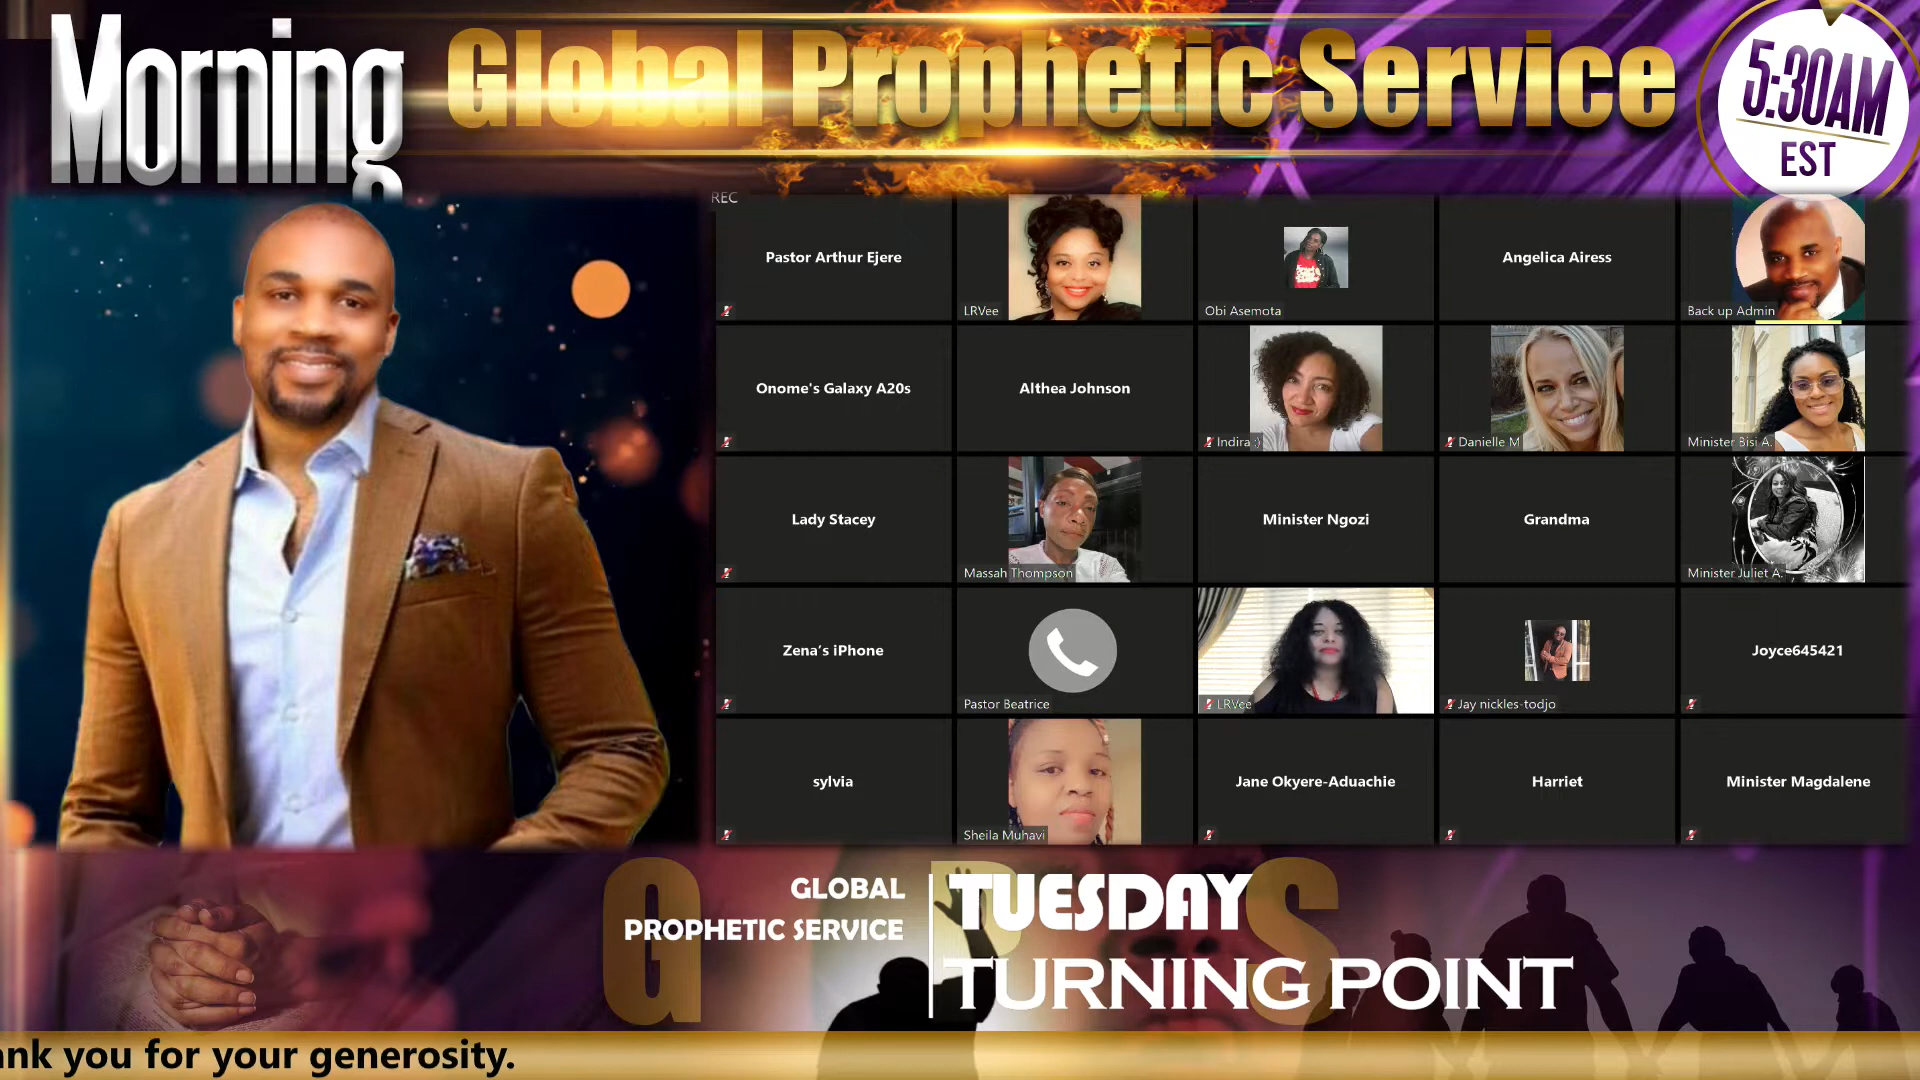 Morning
Global Prophetic Service
5:30AM
EST
REC
Pastor Arthur Ejere
LRVee
Obi Asemota
Angelica Airess
Back up Admin
Onome's Galaxy A20s
Althea Johnson
Indira :)
Danielle M
Minister Bisi A.
Lady Stacey
Massah Thompson
Minister Ngozi
Grandma
Minister Juliet A.
Zena's iPhone
Pastor Beatrice
LRVee
Jay nickles-todjo
Joyce645421
sylvia
Sheila Muhavi
Jane Okyere-Aduachie
Harriet
Minister Magdalene
G P S
GLOBAL
PROPHETIC SERVICE
TUESDAY
TURNING POINT
ank you for your generosity.